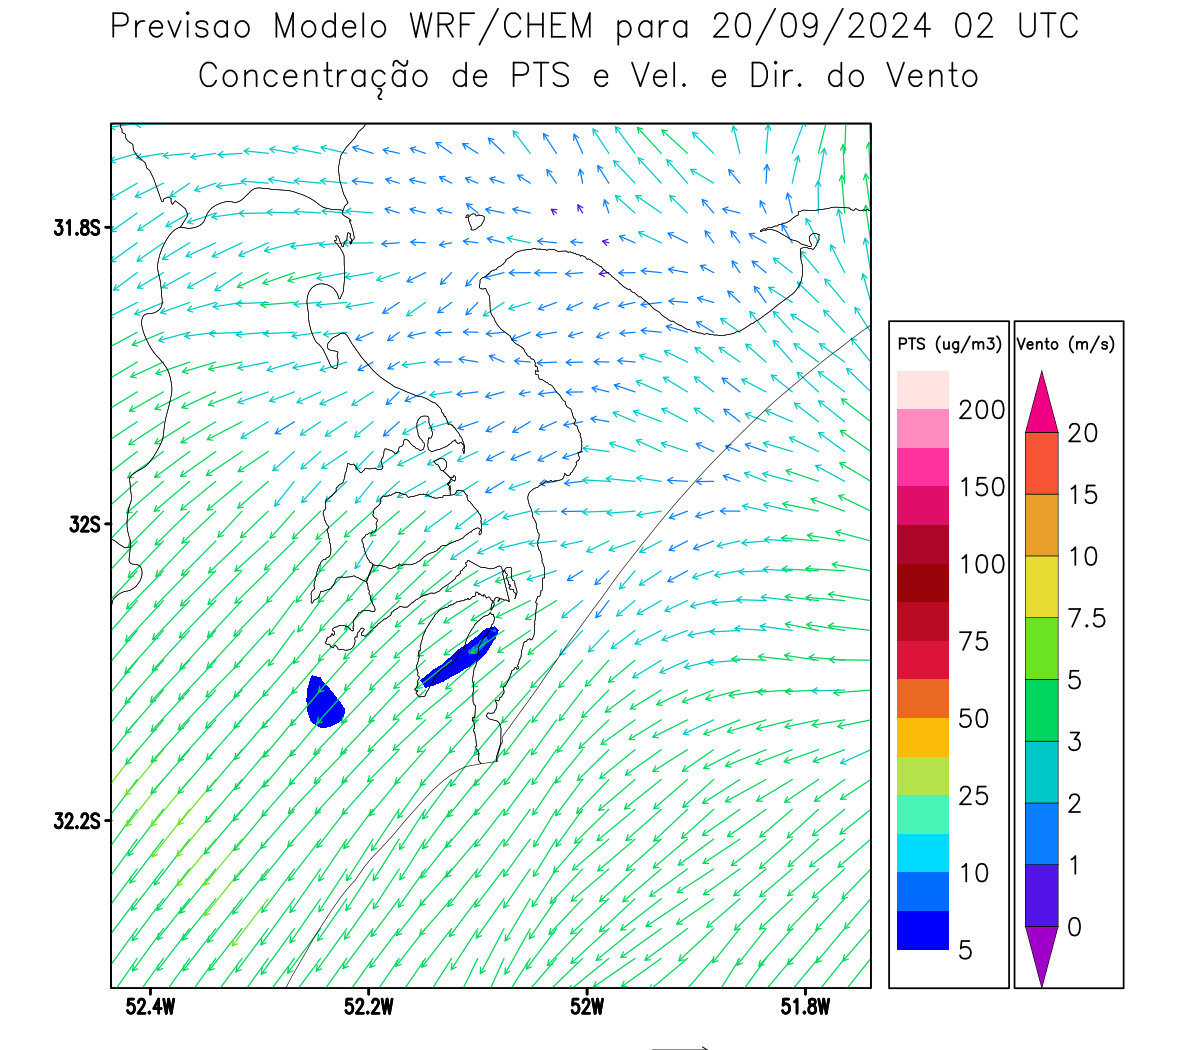 Previsao Modelo WRF/CHEM para 20/09/2024 02 UTC
Concentração de PTS e Vel. e Dir. do Vento
31.8S
32S
32.2S
52.4W
52.2W
52W
51.8W
PTS (ug/m3)
200
150
100
75
50
25
10
5
Vento (m/s)
20
15
10
7.5
5
3
2
1
0